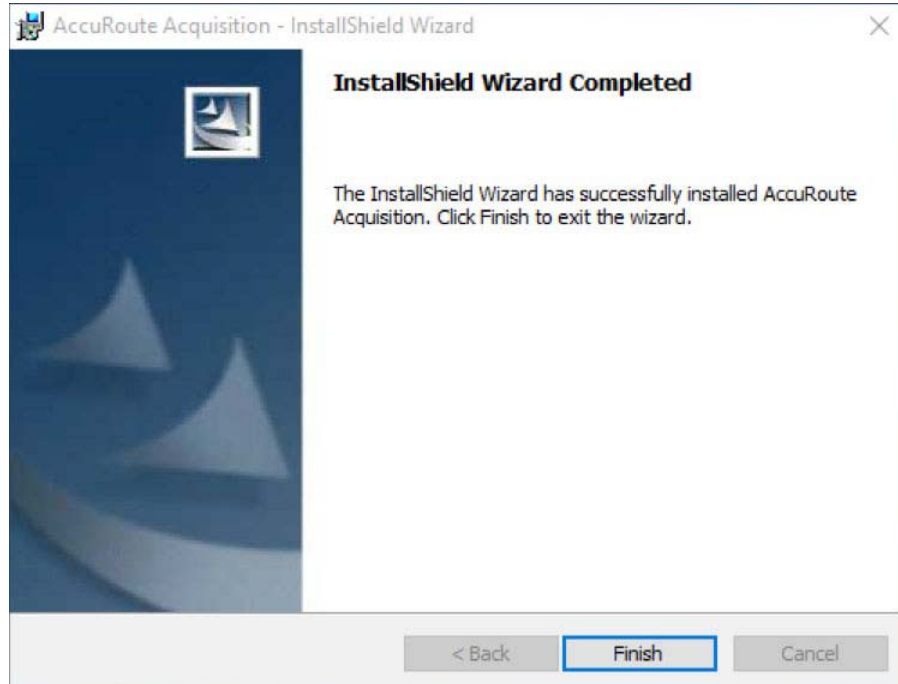 AccuRoute Acquisition - InstallShield Wizard
InstallShield Wizard Completed
The InstallShield Wizard has successfully installed AccuRoute
Acquisition. Click Finish to exit the wizard.
< Back
Finish
Cancel